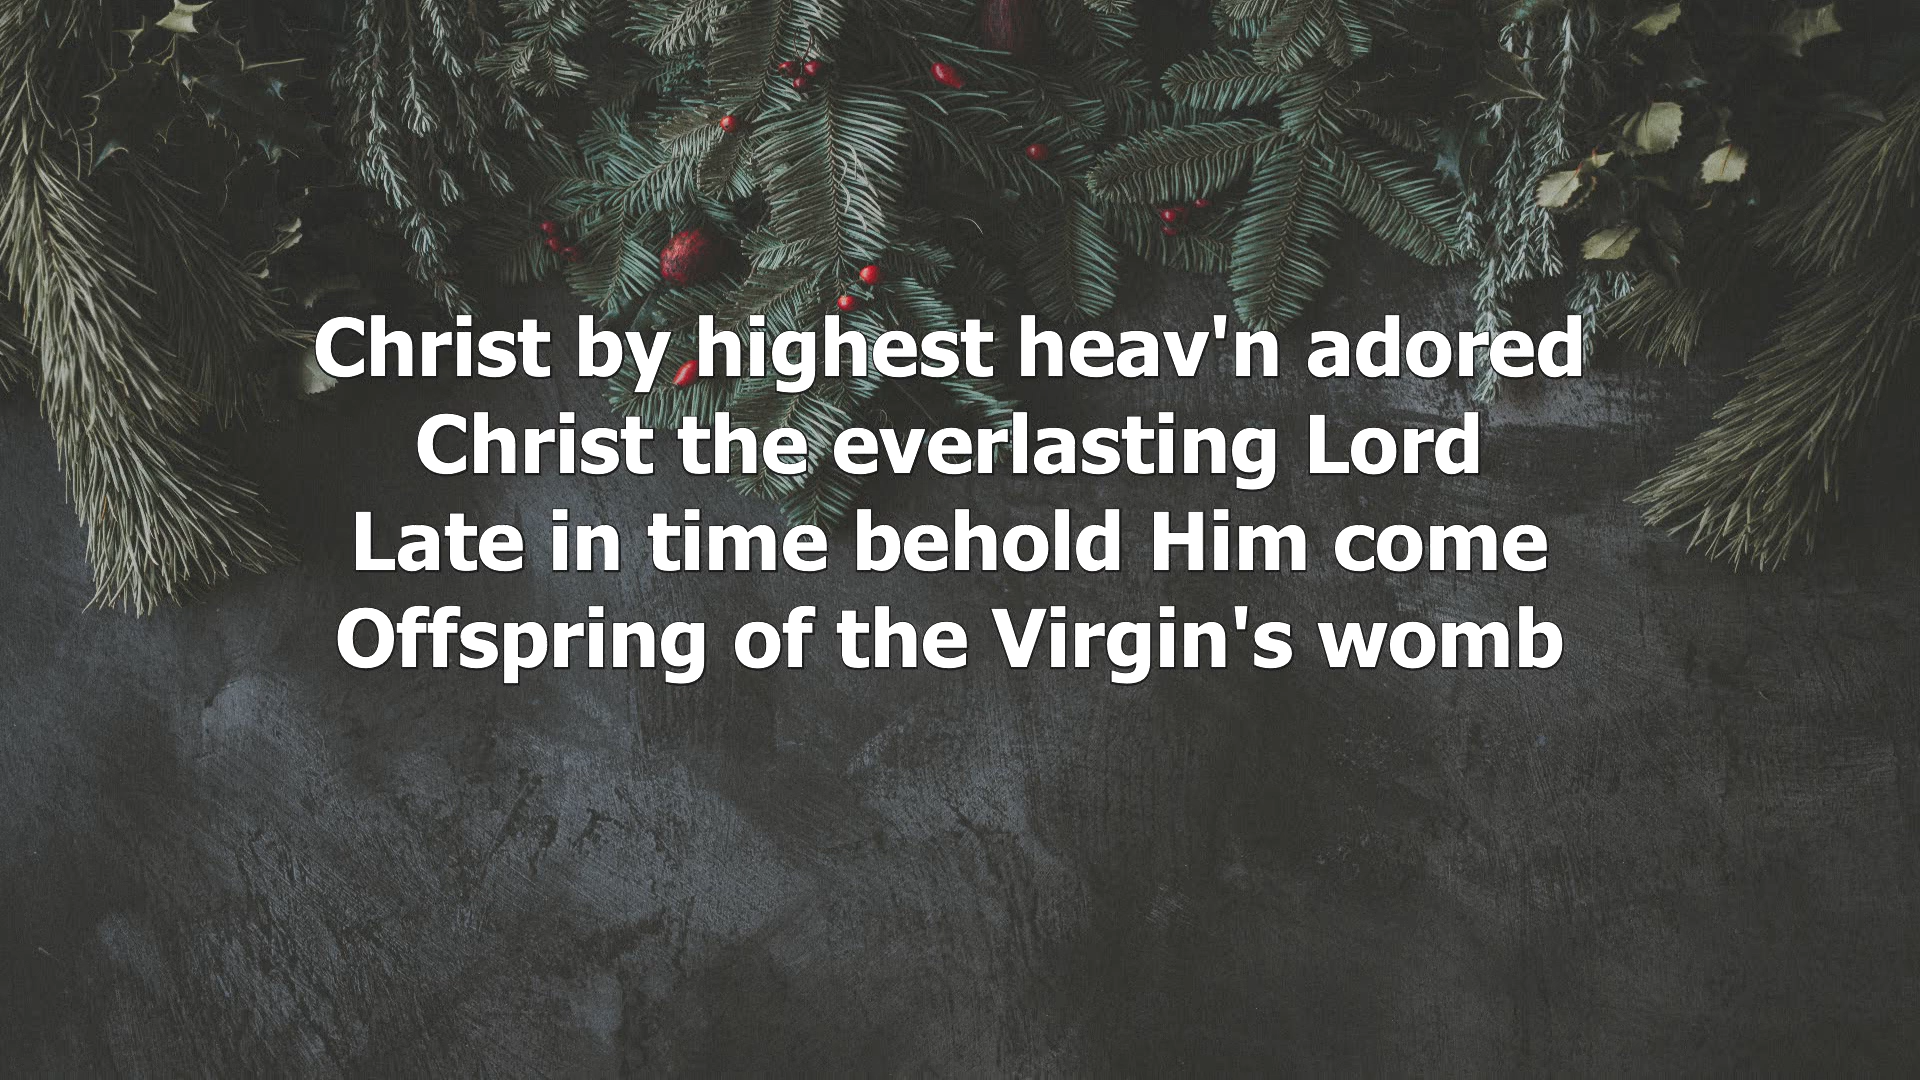 Christ by highest heav'n adored
Christ the everlasting Lord
Late in time behold Him come
Offspring of the Virgin's womb